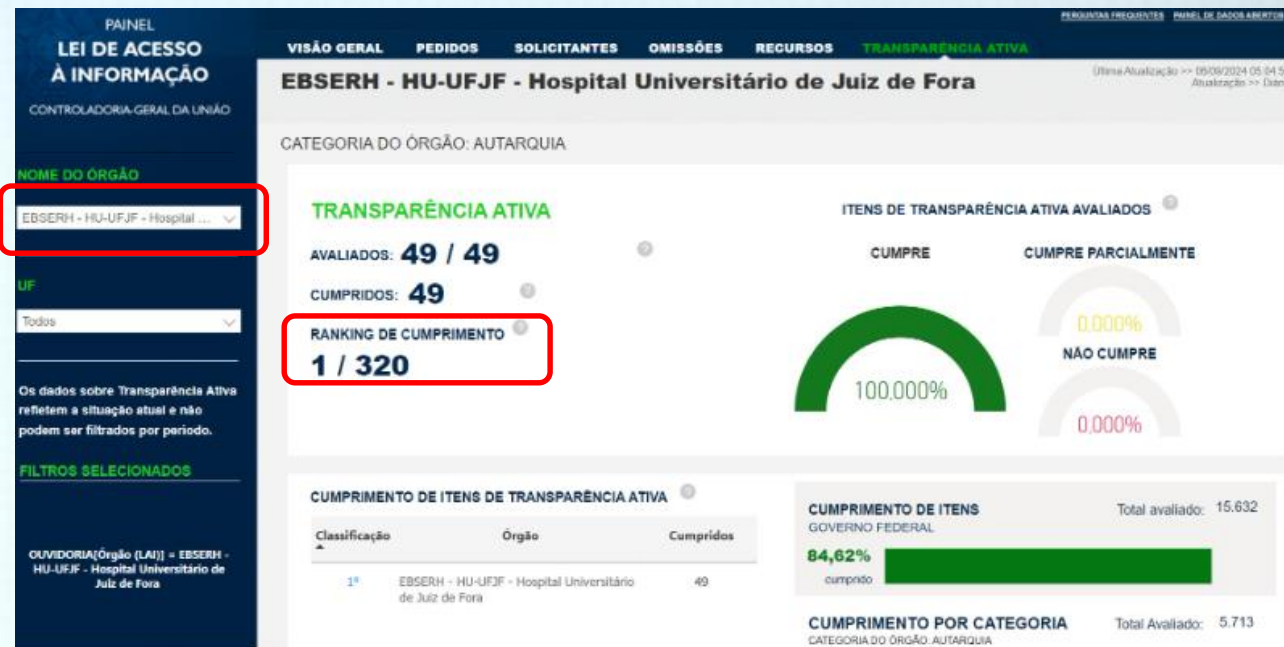 PERGUNTAS FREQUENTES PAINEL DE DADOS ABERTOS
PAINEL
LEI DE ACESSO
À INFORMAÇÃO
CONTROLADORIA-GERAL DA UNIÃO
VISÃO GERAL PEDIDOS SOLICITANTES OMISSÕES RECURSOS TRANSPARÊNCIA ATIVA
EBSERH - HU-UFJF - Hospital Universitário de Juiz de Fora
Última Atualização >>
Atualização >>
CATEGORIA DO ÓRGÃO: AUTARQUIA
NOME DO ÓRGÃO
EBSERH - HU-UFJF - Hospital ...
UF
Todos
Os dados sobre Transparência Ativa
refletem a situação atual e não
podem ser filtrados por período.
FILTROS SELECIONADOS
OUVIDORIA[Órgão (LAI)] = EBSERH -
HU-UFJF - Hospital Universitário de
Juiz de Fora
TRANSPARÊNCIA ATIVA
AVALIADOS: 49 / 49
CUMPRIDOS: 49
RANKING DE CUMPRIMENTO
1 / 320
ITENS DE TRANSPARÊNCIA ATIVA AVALIADOS
CUMPRE
100,000%
CUMPRE PARCIALMENTE
0,000%
NÃO CUMPRE
0,000%
CUMPRIMENTO DE ITENS DE TRANSPARÊNCIA ATIVA
Classificação Órgão Cumpridos
1º EBSERH - HU-UFJF - Hospital Universitário 49
de Juiz de Fora
CUMPRIMENTO DE ITENS Total avaliado: 15.632
GOVERNO FEDERAL
84,62%
cumprido
CUMPRIMENTO POR CATEGORIA Total Avaliado: 5.713
CATEGORIA DO ÓRGÃO: AUTARQUIA